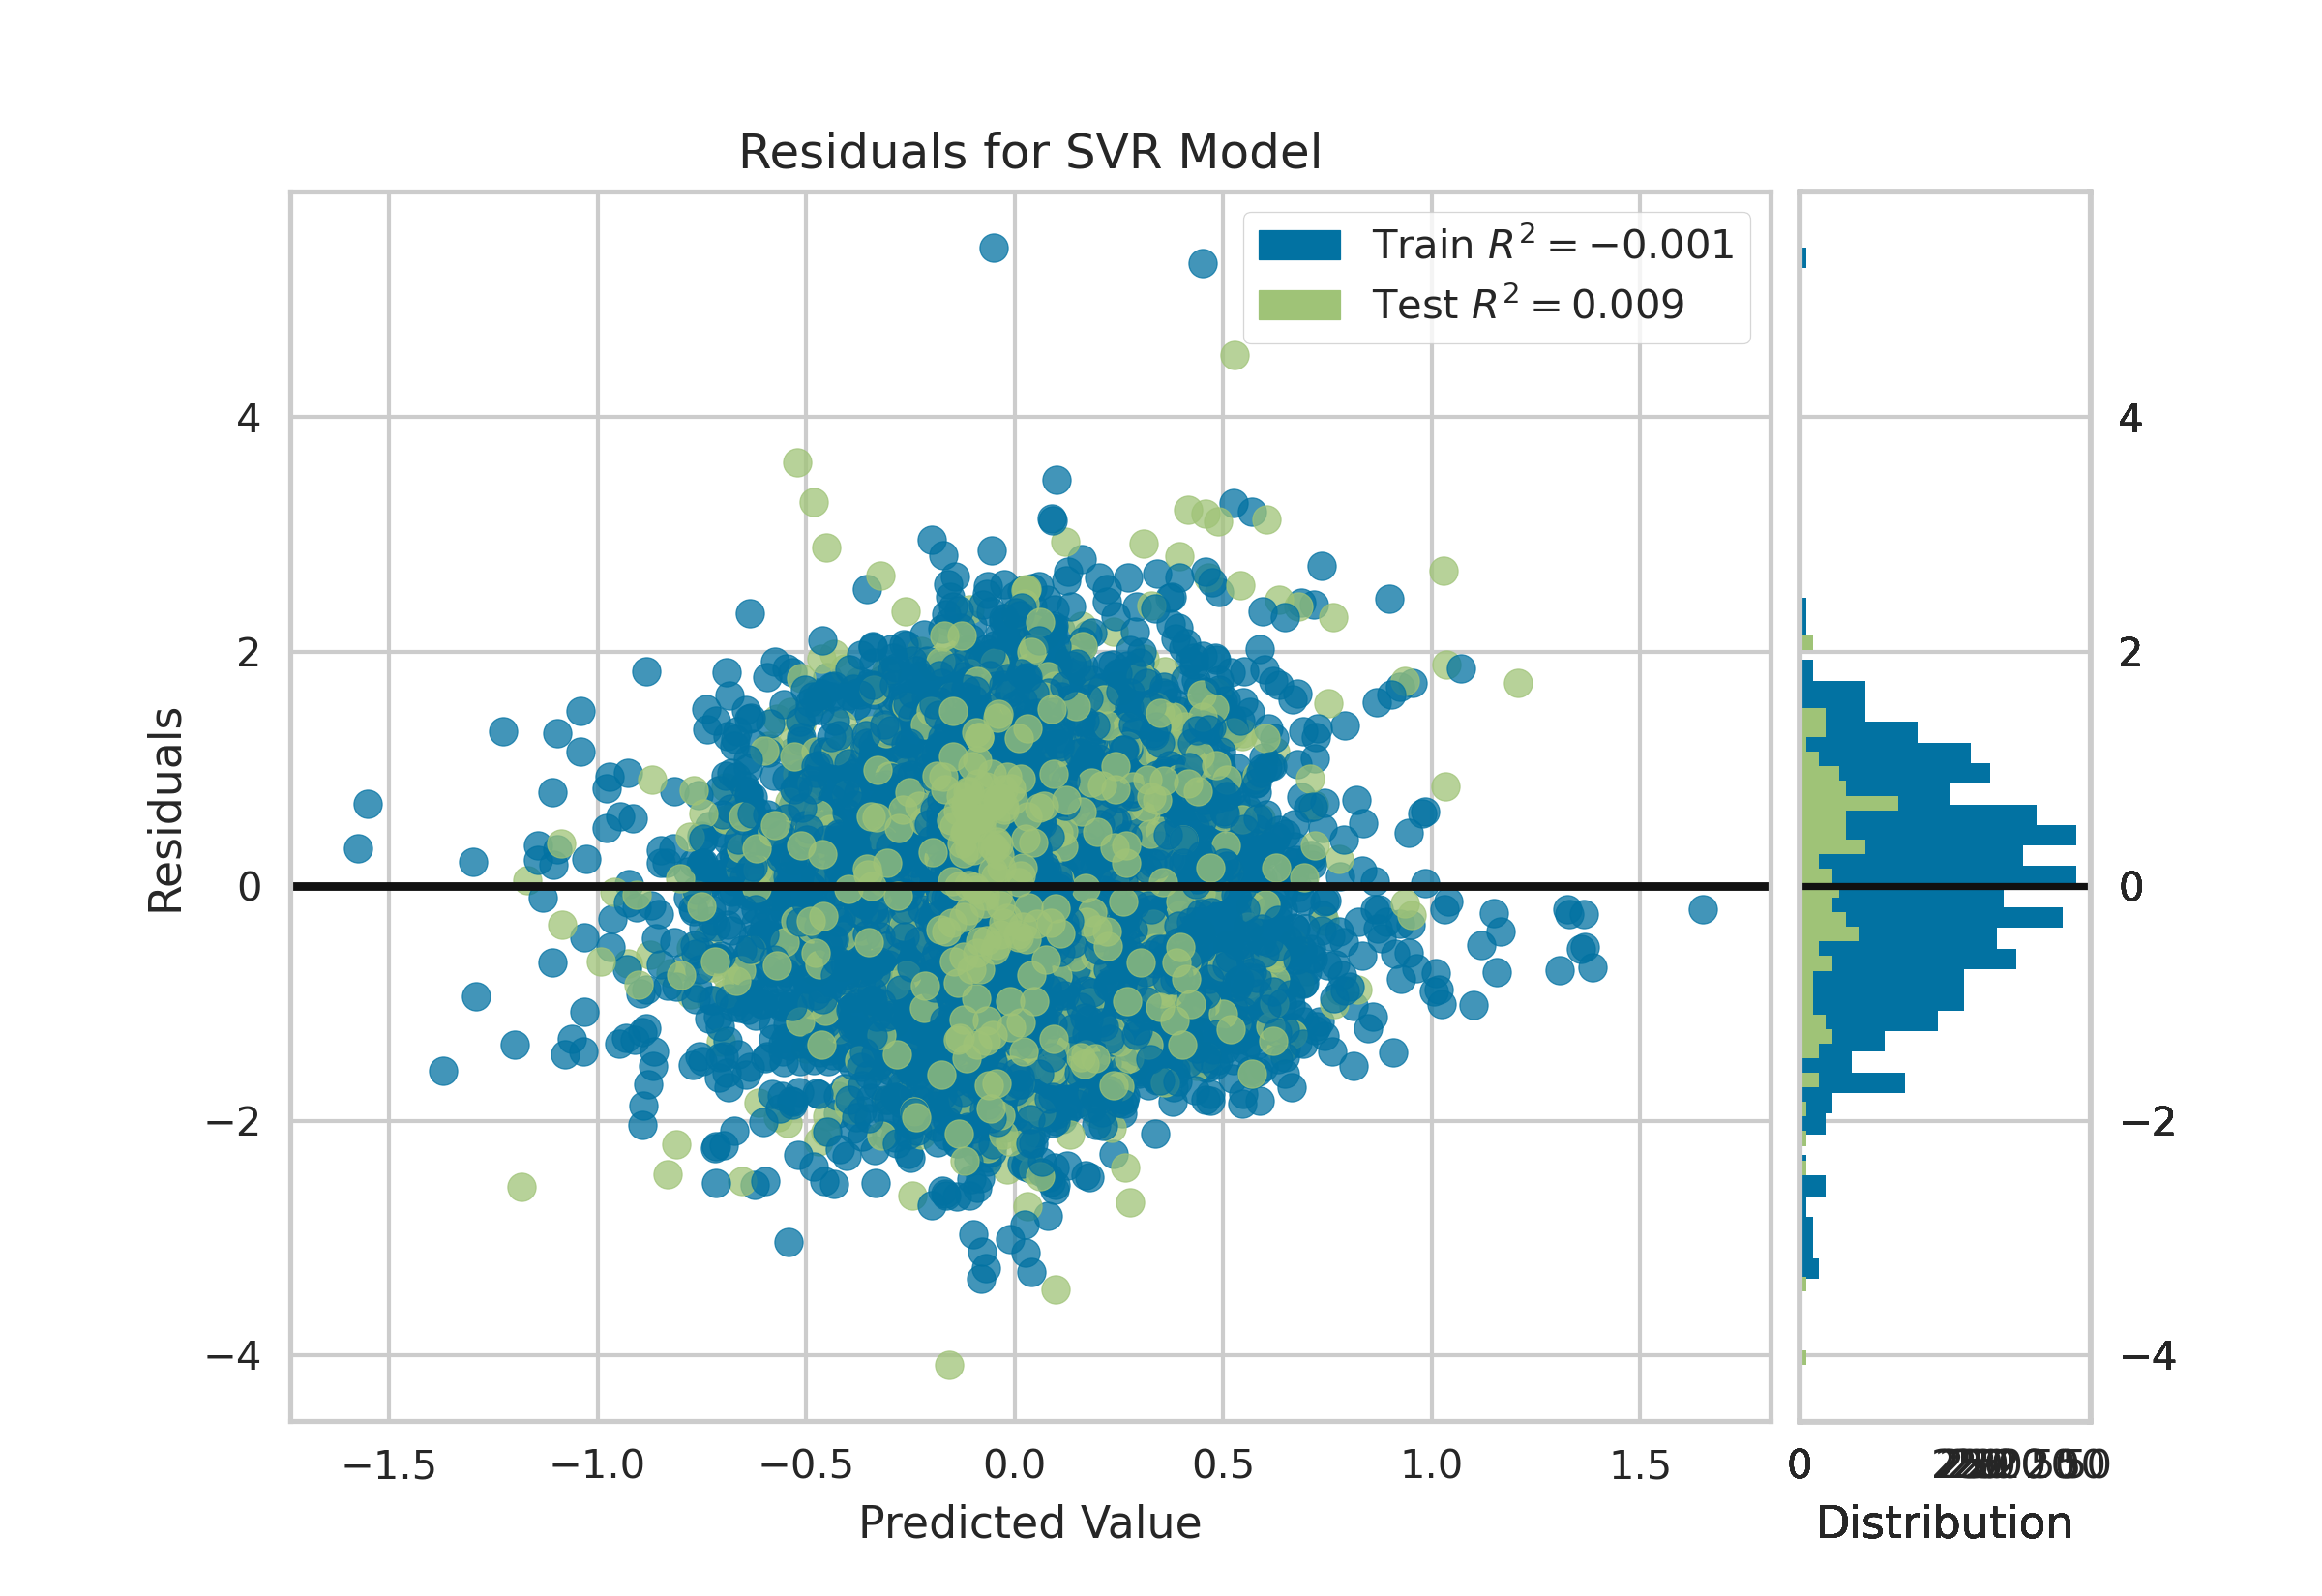 Residuals for SVR Model
Train R² = −0.001
Test R² = 0.009
Residuals
4
2
0
−2
−4
4
2
0
−2
−4
−1.5 −1.0 −0.5 0.0 0.5 1.0 1.5
0
Predicted Value
Distribution